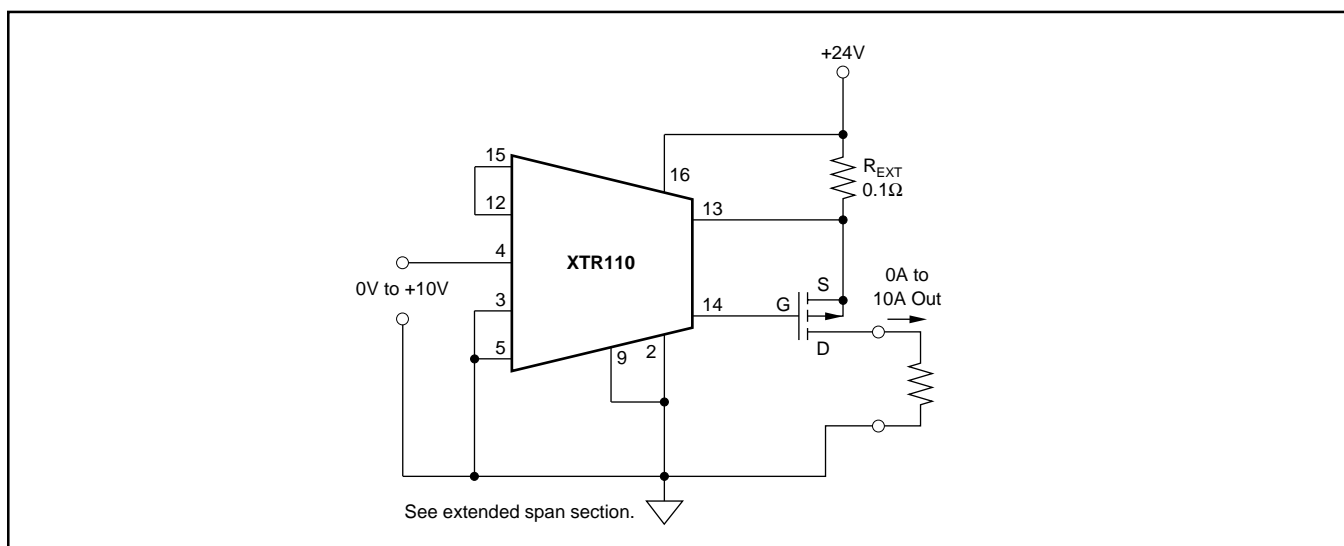 +24V
15
16
R_EXT
0.1Ω
12
13
4
XTR110
0V to +10V
0A to
10A Out
S
3
14
G
5
D
9
2
See extended span section.